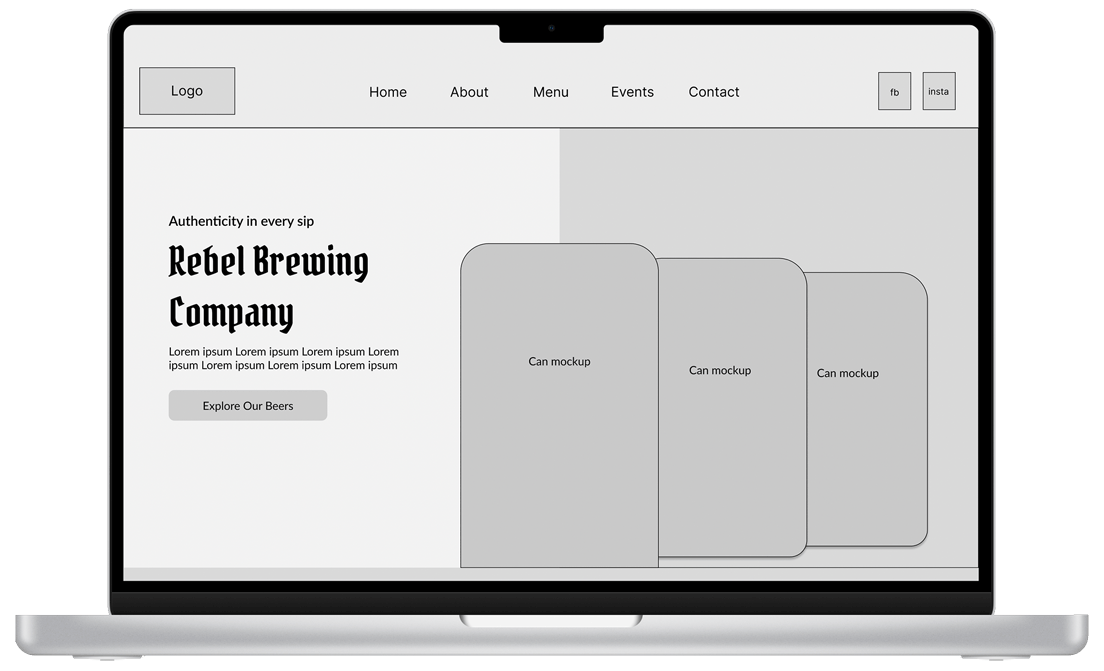 Logo
Home
About
Menu
Events
Contact
fb
insta
Authenticity in every sip
Rebel Brewing
Company
Lorem ipsum Lorem ipsum Lorem ipsum Lorem
ipsum Lorem ipsum Lorem ipsum Lorem ipsum
Explore Our Beers
Can mockup
Can mockup
Can mockup